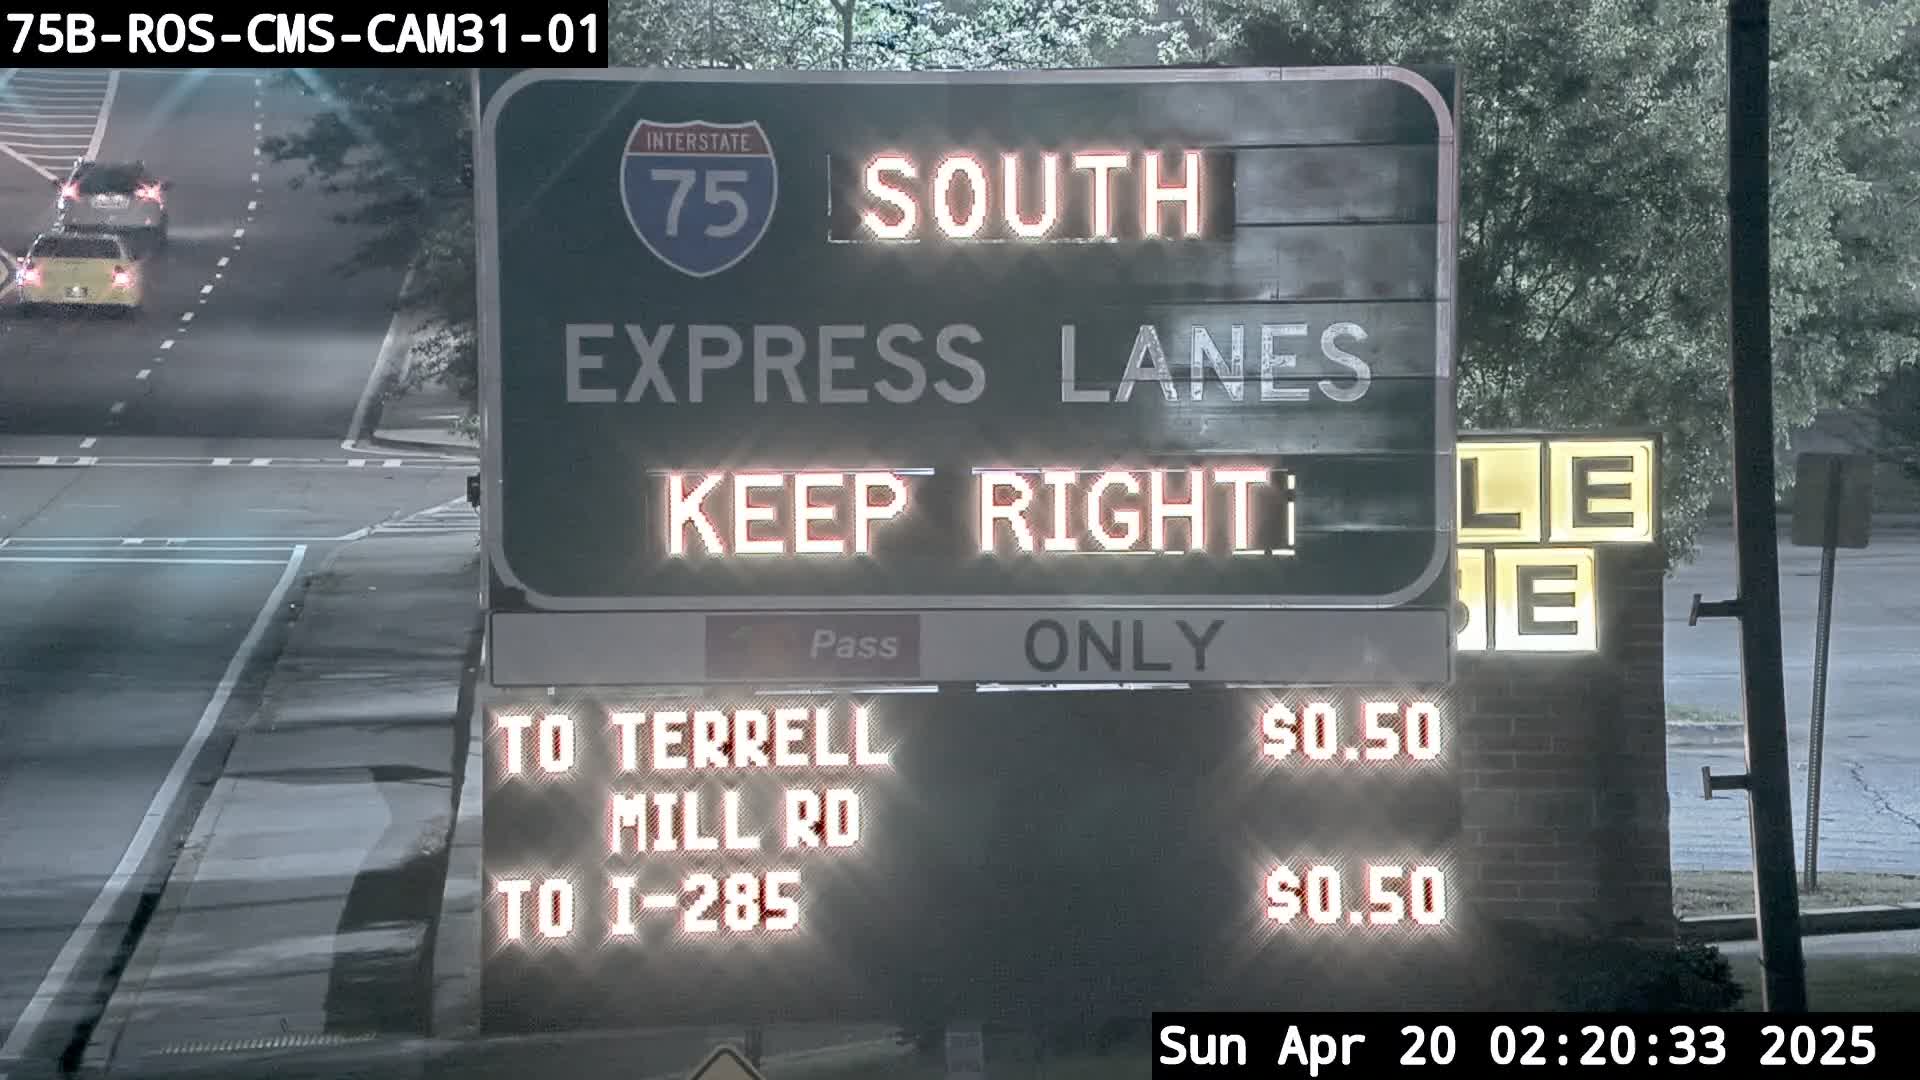 75B-ROS-CMS-CAM31-01
INTERSTATE
75
SOUTH
EXPRESS LANES
KEEP RIGHT
Pass ONLY
TO TERRELL $0.50
MILL RD
TO I-285 $0.50
LE
E
Sun Apr 20 02:20:33 2025